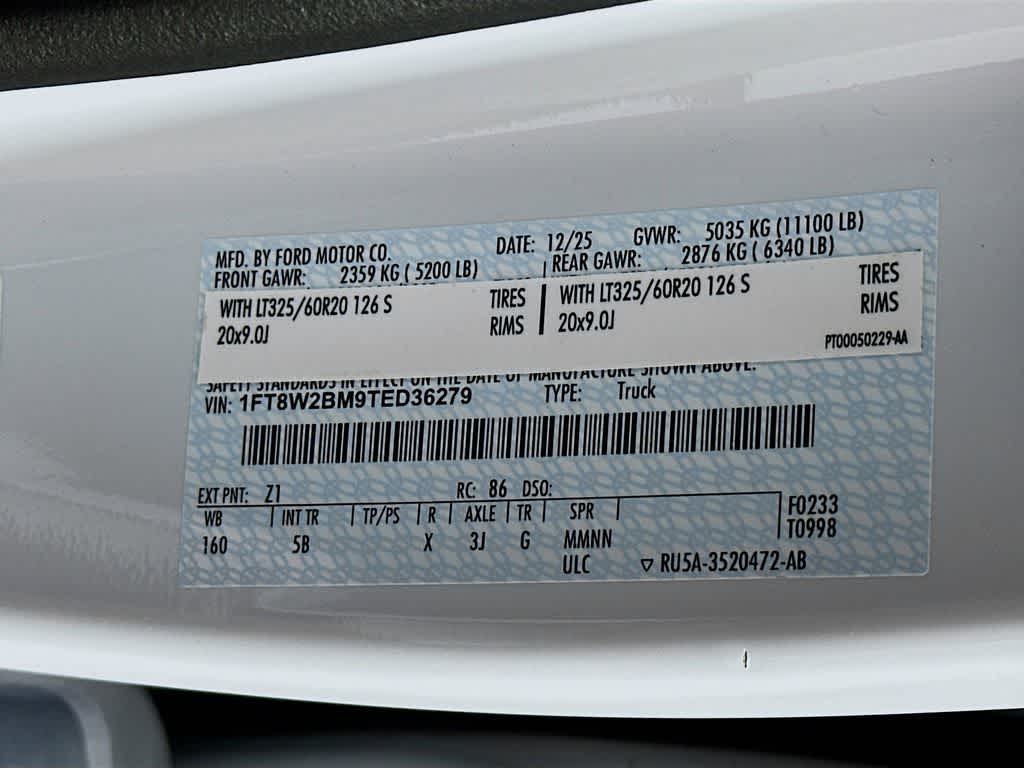 MFD. BY FORD MOTOR CO. DATE: 12/25 GVWR: 5035 KG (11100 LB)
FRONT GAWR: 2359 KG ( 5200 LB) REAR GAWR: 2876 KG ( 6340 LB)
WITH LT325/60R20 126 S TIRES WITH LT325/60R20 126 S TIRES
20x9.0J RIMS 20x9.0J RIMS
PT00050229-AA
SAFETY STANDARDS IN EFFECT ON THE DATE OF MANUFACTURE SHOWN ABOVE.
VIN: 1FT8W2BM9TED36279 TYPE: Truck
EXT PNT: Z1 RC: 86 DSO:
WB INT TR TP/PS R AXLE TR SPR F0233
160 5B X 3J G MMNN T0998
ULC ▽ RU5A-3520472-AB